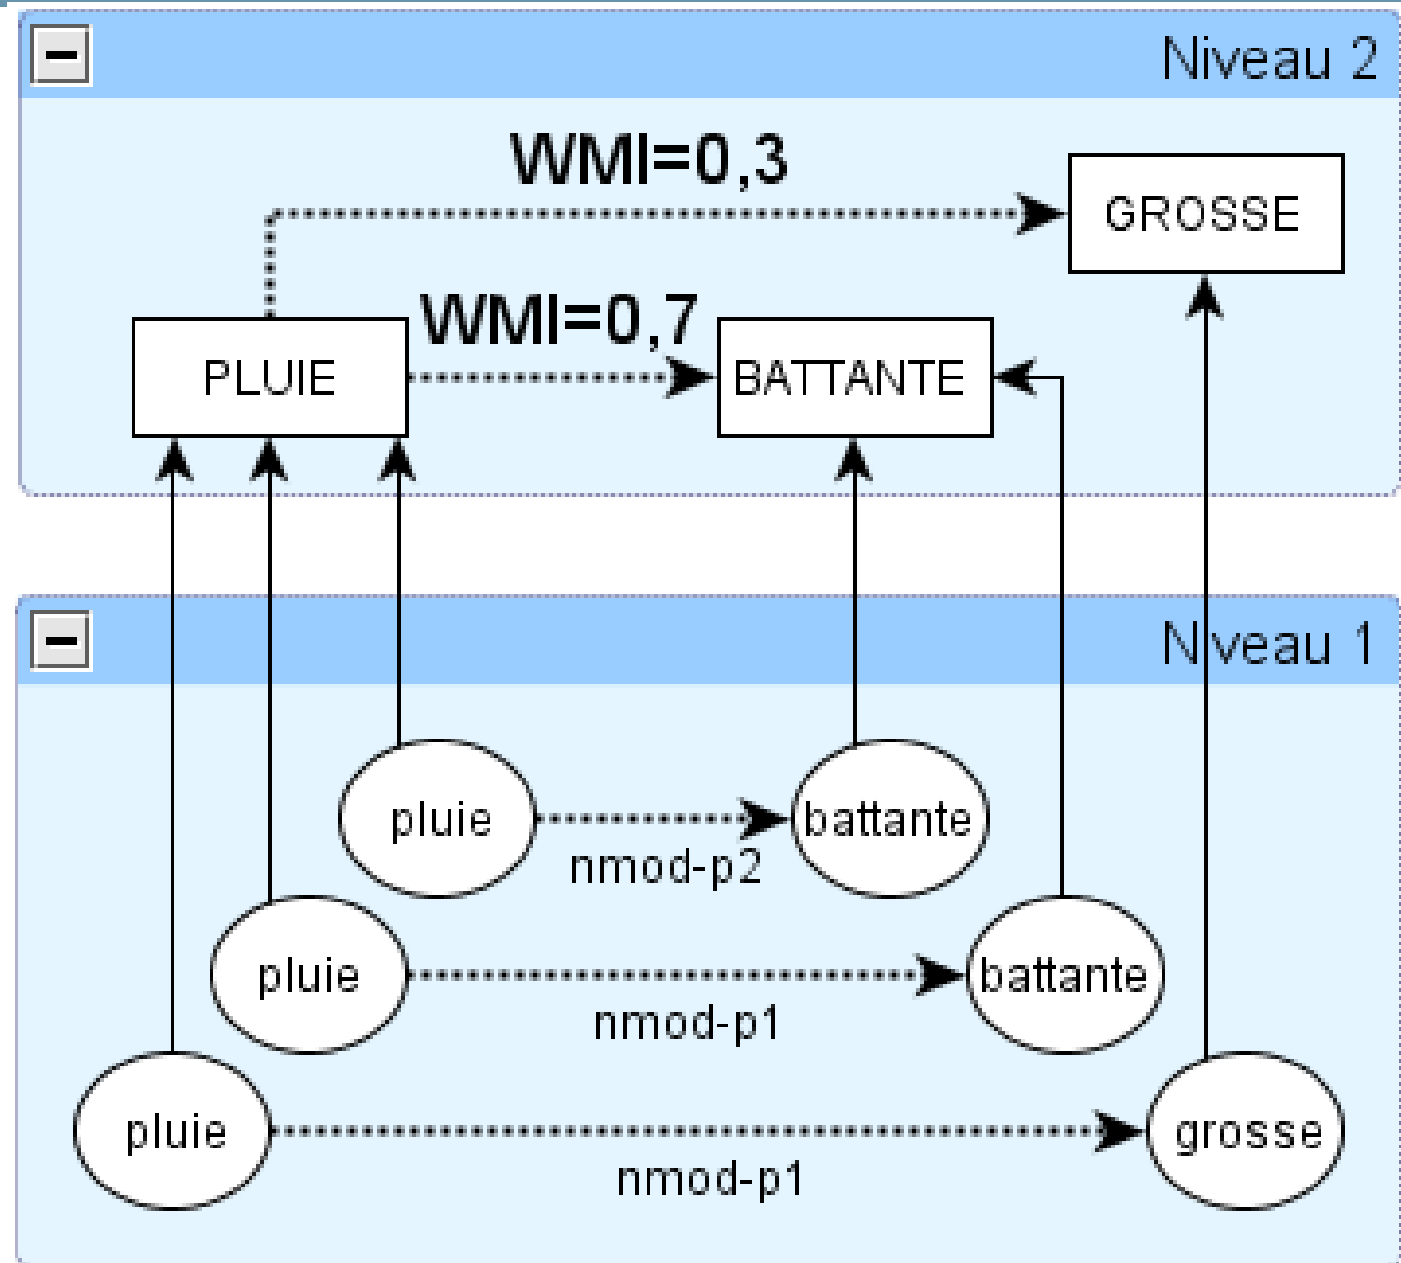 Niveau 2
WMI=0,3
GROSSE
WMI=0,7
PLUIE
BATTANTE
Niveau 1
pluie
battante
nmod-p2
pluie
battante
nmod-p1
pluie
grosse
nmod-p1